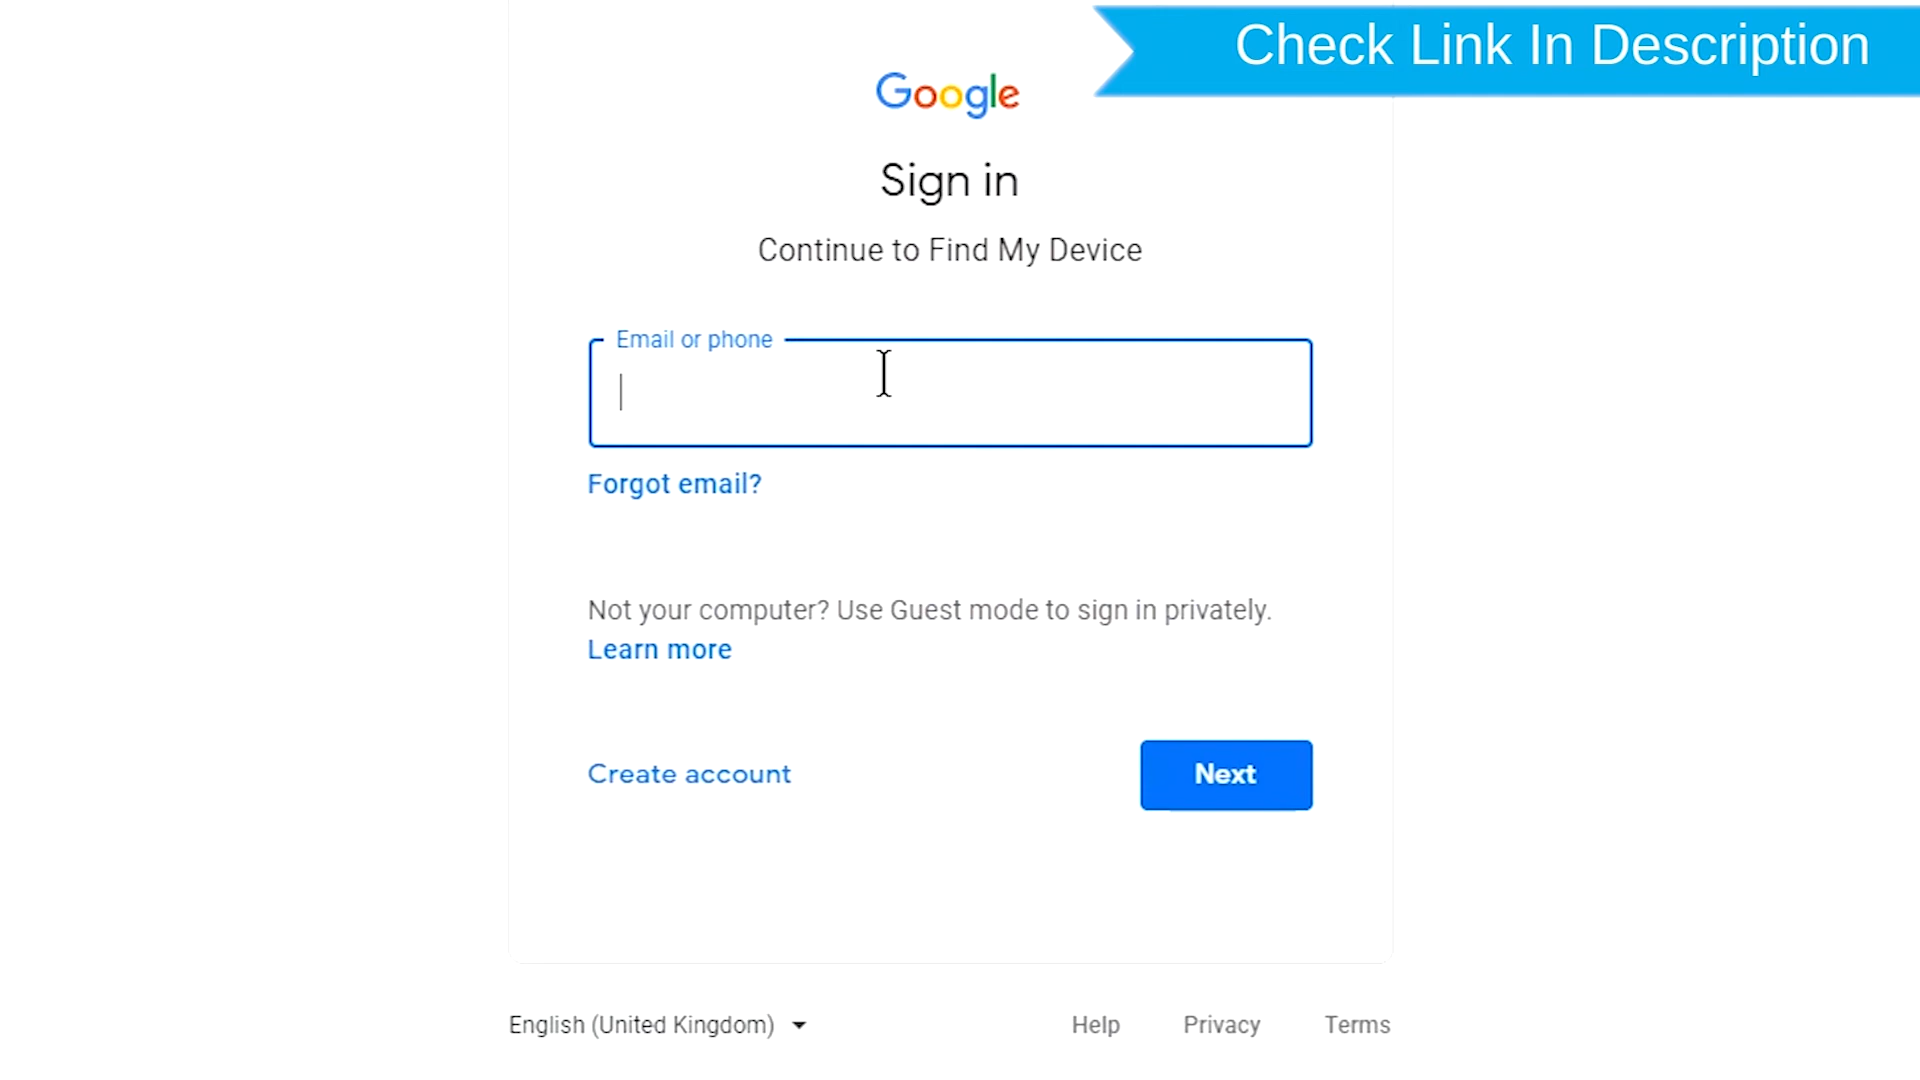 Check Link In Description
Google
Sign in
Continue to Find My Device
Email or phone
Forgot email?
Not your computer? Use Guest mode to sign in privately.
Learn more
Create account
Next
English (United Kingdom)
Help
Privacy
Terms